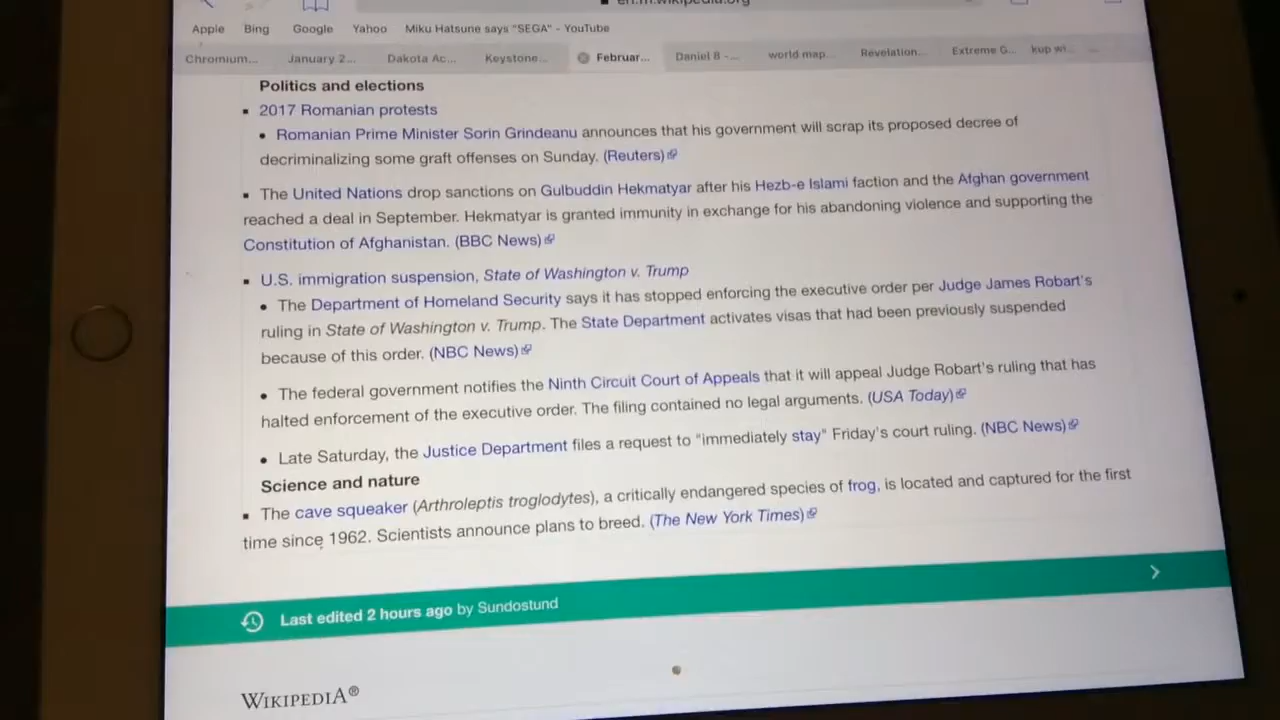 Apple Bing Google Yahoo Miku Hatsune says "SEGA" - YouTube
Chromium... January 2... Dakota Ac... Keystone... Februar... Daniel 8 -... world map... Revelation... Extreme G... kup wi...
Politics and elections
2017 Romanian protests
Romanian Prime Minister Sorin Grindeanu announces that his government will scrap its proposed decree of
decriminalizing some graft offenses on Sunday. (Reuters)
The United Nations drop sanctions on Gulbuddin Hekmatyar after his Hezb-e Islami faction and the Afghan government
reached a deal in September. Hekmatyar is granted immunity in exchange for his abandoning violence and supporting the
Constitution of Afghanistan. (BBC News)
U.S. immigration suspension, State of Washington v. Trump
The Department of Homeland Security says it has stopped enforcing the executive order per Judge James Robart's
ruling in State of Washington v. Trump. The State Department activates visas that had been previously suspended
because of this order. (NBC News)
The federal government notifies the Ninth Circuit Court of Appeals that it will appeal Judge Robart's ruling that has
halted enforcement of the executive order. The filing contained no legal arguments. (USA Today)
Late Saturday, the Justice Department files a request to "immediately stay" Friday's court ruling. (NBC News)
Science and nature
The cave squeaker (Arthroleptis troglodytes), a critically endangered species of frog, is located and captured for the first
time since 1962. Scientists announce plans to breed. (The New York Times)
Last edited 2 hours ago by Sundostund
WIKIPEDIA®